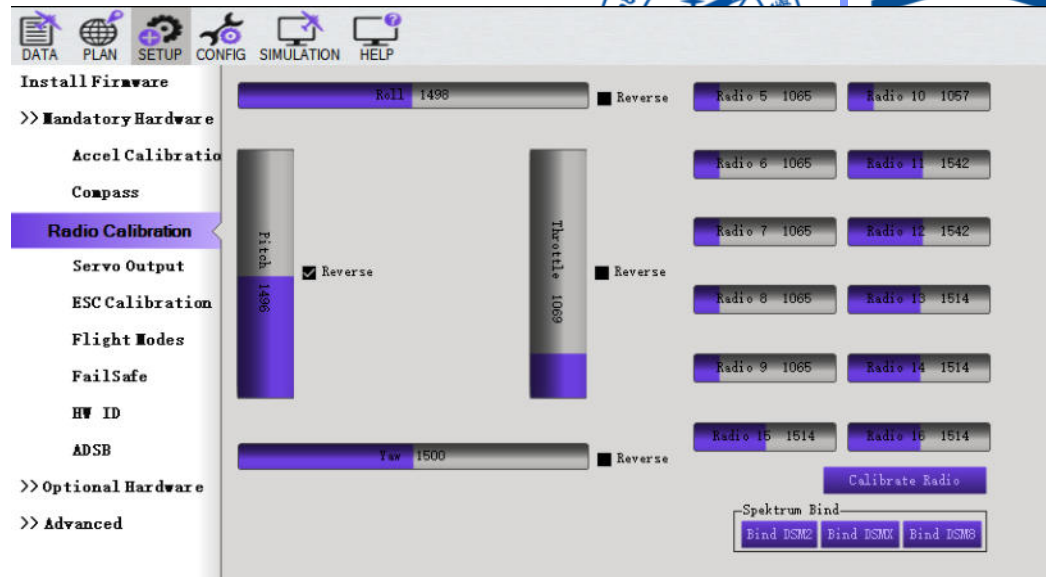 DATA PLAN SETUP CONFIG SIMULATION HELP
Install Firmware
>> Mandatory Hardware
Accel Calibratio
Compass
Radio Calibration
Servo Output
ESC Calibration
Flight Modes
FailSafe
HW ID
ADSB
>> Optional Hardware
>> Advanced
Roll 1498
Reverse
Pitch 1496
Reverse
Throttle 1069
Reverse
Yaw 1500
Reverse
Radio 5 1065
Radio 10 1057
Radio 6 1065
Radio 11 1542
Radio 7 1065
Radio 12 1542
Radio 8 1065
Radio 13 1514
Radio 9 1065
Radio 14 1514
Radio 15 1514
Radio 16 1514
Calibrate Radio
Spektrum Bind
Bind DSM2 Bind DSMX Bind DSM8